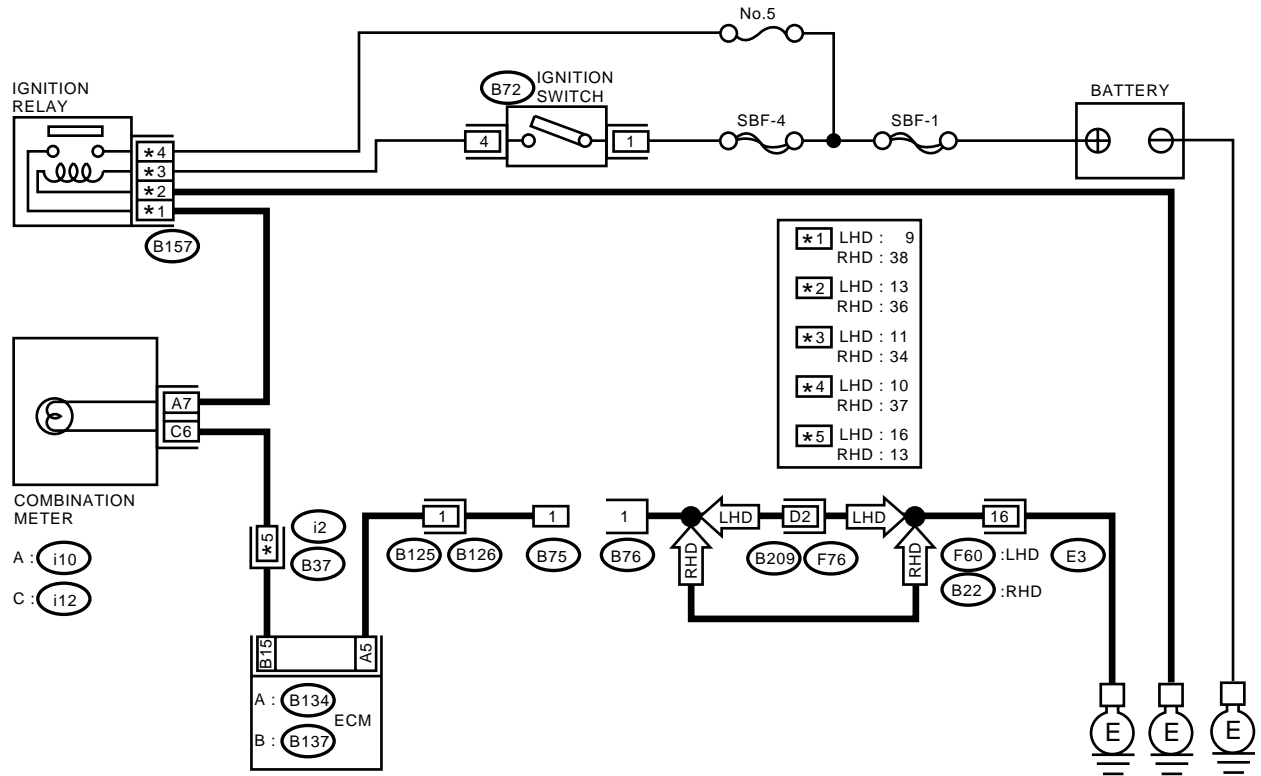 No.5
IGNITION
RELAY
B72
IGNITION
SWITCH
BATTERY
SBF-4
SBF-1
4
1
*4
*3
*2
*1
B157
*1 LHD : 9
RHD : 38
*2 LHD : 13
RHD : 36
*3 LHD : 11
RHD : 34
*4 LHD : 10
RHD : 37
*5 LHD : 16
RHD : 13
A7
C6
COMBINATION
METER
A : i10
C : i12
*5
i2
B37
1
B125
B126
1
B75
1
B76
LHD
D2
LHD
B209
F76
RHD
RHD
16
F60 :LHD
B22 :RHD
E3
B15
A5
A : B134
ECM
B : B137
E
E
E